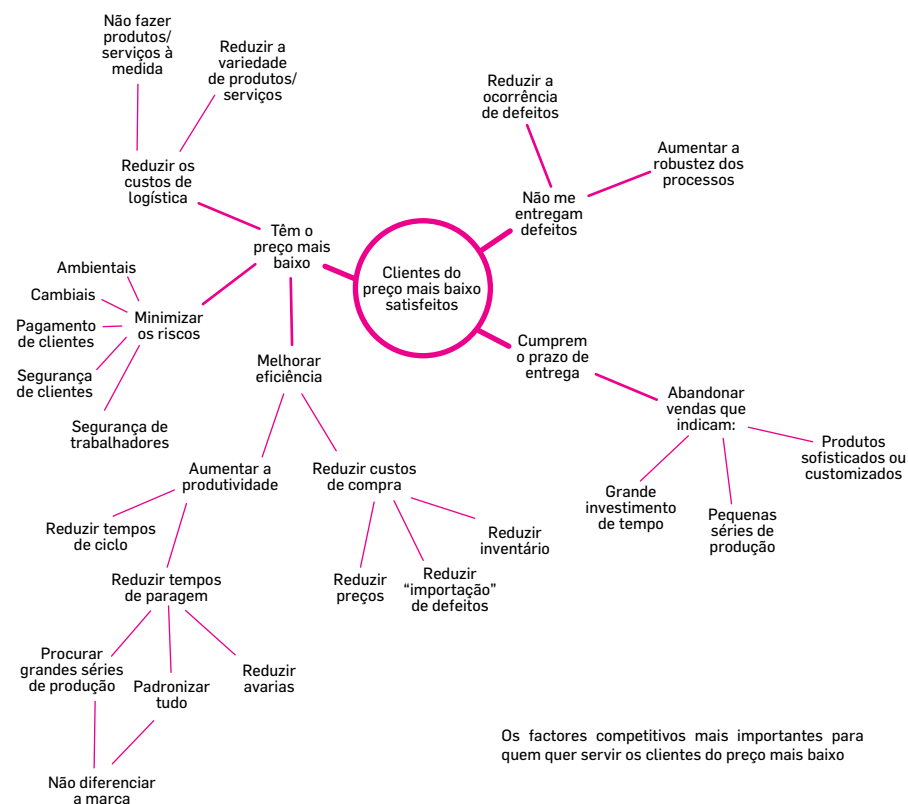 Não fazer
produtos/
serviços à
medida
Reduzir a
variedade
de produtos/
serviços
Reduzir os
custos de
logística
Têm o
preço mais
baixo
Clientes do
preço mais baixo
satisfeitos
Reduzir a
ocorrência
de defeitos
Aumentar a
robustez dos
processos
Não me
entregam
defeitos
Ambientais
Cambiais
Pagamento
de clientes
Segurança
de clientes
Segurança de
trabalhadores
Minimizar
os riscos
Melhorar
eficiência
Cumprem
o prazo de
entrega
Abandonar
vendas que
indicam:
Produtos
sofisticados ou
customizados
Grande
investimento
de tempo
Pequenas
séries de
produção
Aumentar a
produtividade
Reduzir custos
de compra
Reduzir tempos
de ciclo
Reduzir
inventário
Reduzir
preços
Reduzir
“importação”
de defeitos
Reduzir tempos
de paragem
Procurar
grandes séries
de produção
Padronizar
tudo
Reduzir
avarias
Não diferenciar
a marca
Os factores competitivos mais importantes para
quem quer servir os clientes do preço mais baixo